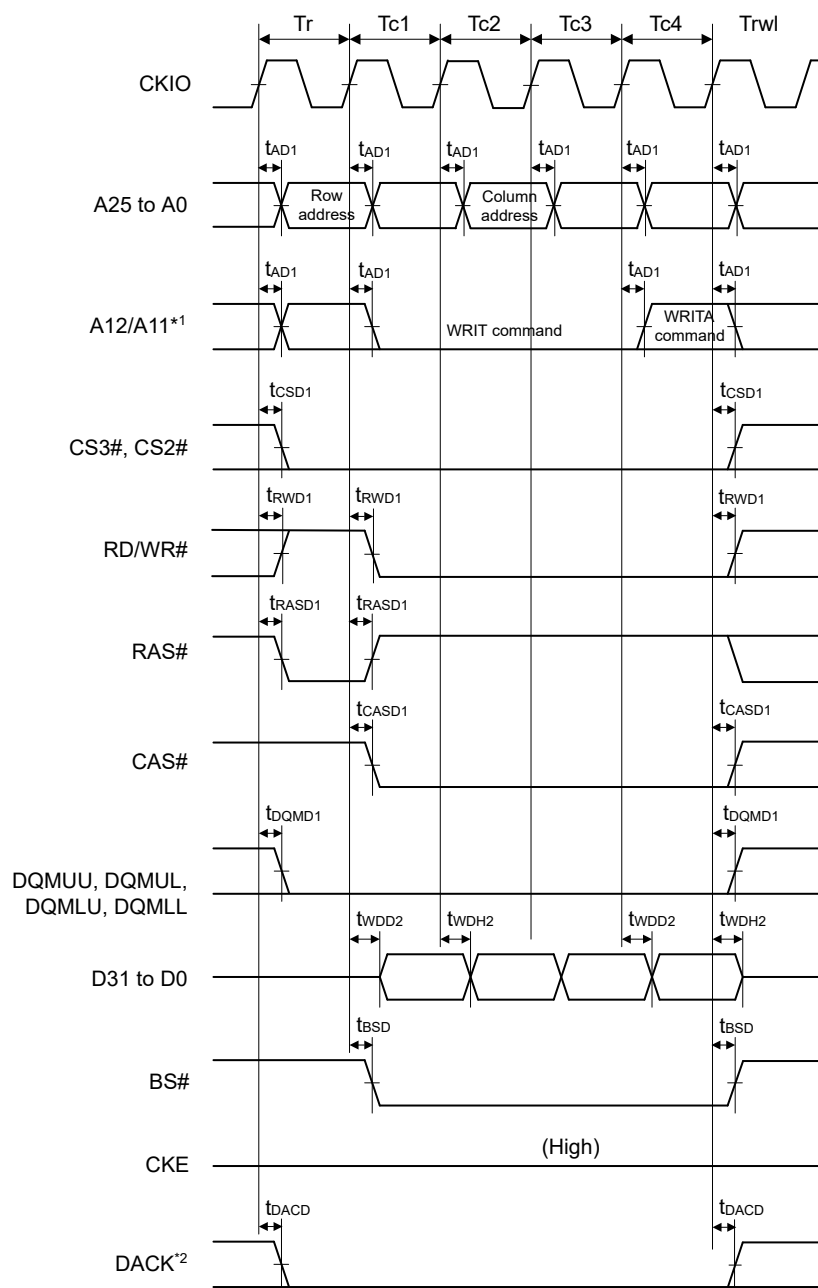 Tr Tc1 Tc2 Tc3 Tc4 Trwl
CKIO
tAD1 tAD1 tAD1 tAD1 tAD1 tAD1
A25 to A0
Row
address
Column
address
tAD1 tAD1 tAD1 tAD1
A12/A11*1
WRIT command
WRITA
command
tCSD1 tCSD1
CS3#, CS2#
tRWD1 tRWD1 tRWD1
RD/WR#
tRASD1 tRASD1
RAS#
tCASD1 tCASD1
CAS#
tDQMD1 tDQMD1
DQMUU, DQMUL,
DQMLU, DQMLL
tWDD2 tWDH2 tWDD2 tWDH2
D31 to D0
tBSD tBSD
BS#
(High)
CKE
tDACD tDACD
DACK*2